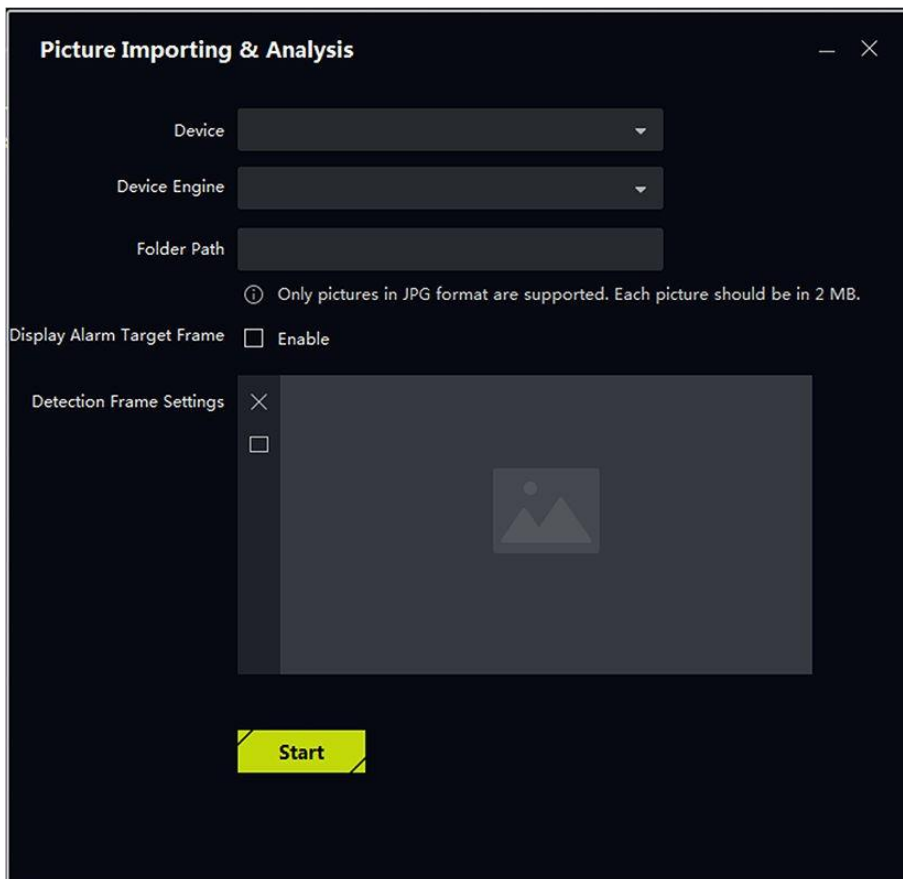 Picture Importing & Analysis
Device
Device Engine
Folder Path
Only pictures in JPG format are supported. Each picture should be in 2 MB.
Display Alarm Target Frame Enable
Detection Frame Settings
Start